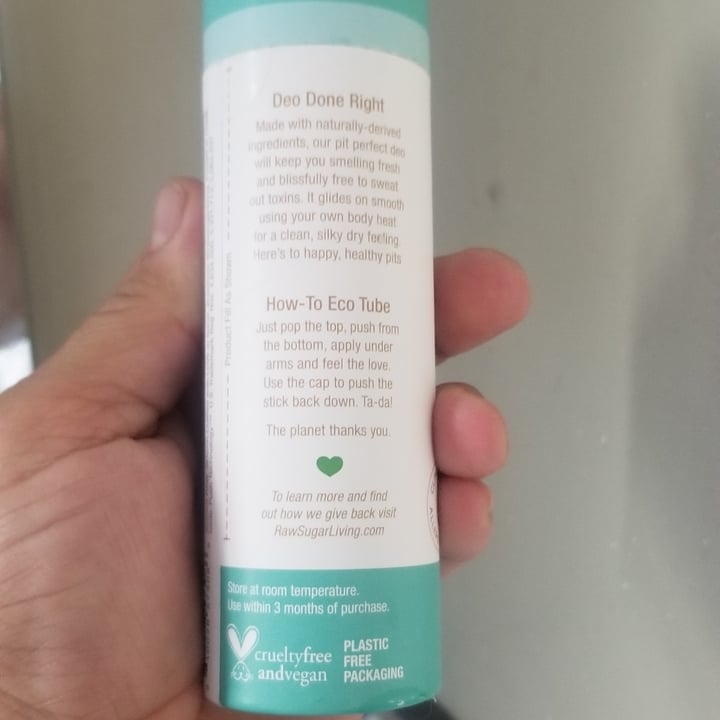 Deo Done Right
Made with naturally-derived
ingredients, our pit perfect deo
will keep you smelling fresh
and blissfully free to sweat
out toxins. It glides on smooth
using your own body heat
for a clean, silky dry feeling.
Here's to happy, healthy pits
Product Fill As Shown
How-To Eco Tube
Just pop the top, push from
the bottom, apply under
arms and feel the love.
Use the cap to push the
stick back down. Ta-da!
The planet thanks you.
To learn more and find
out how we give back visit
RawSugarLiving.com
Store at room temperature.
Use within 3 months of purchase.
crueltyfree
andvegan
PLASTIC
FREE
PACKAGING